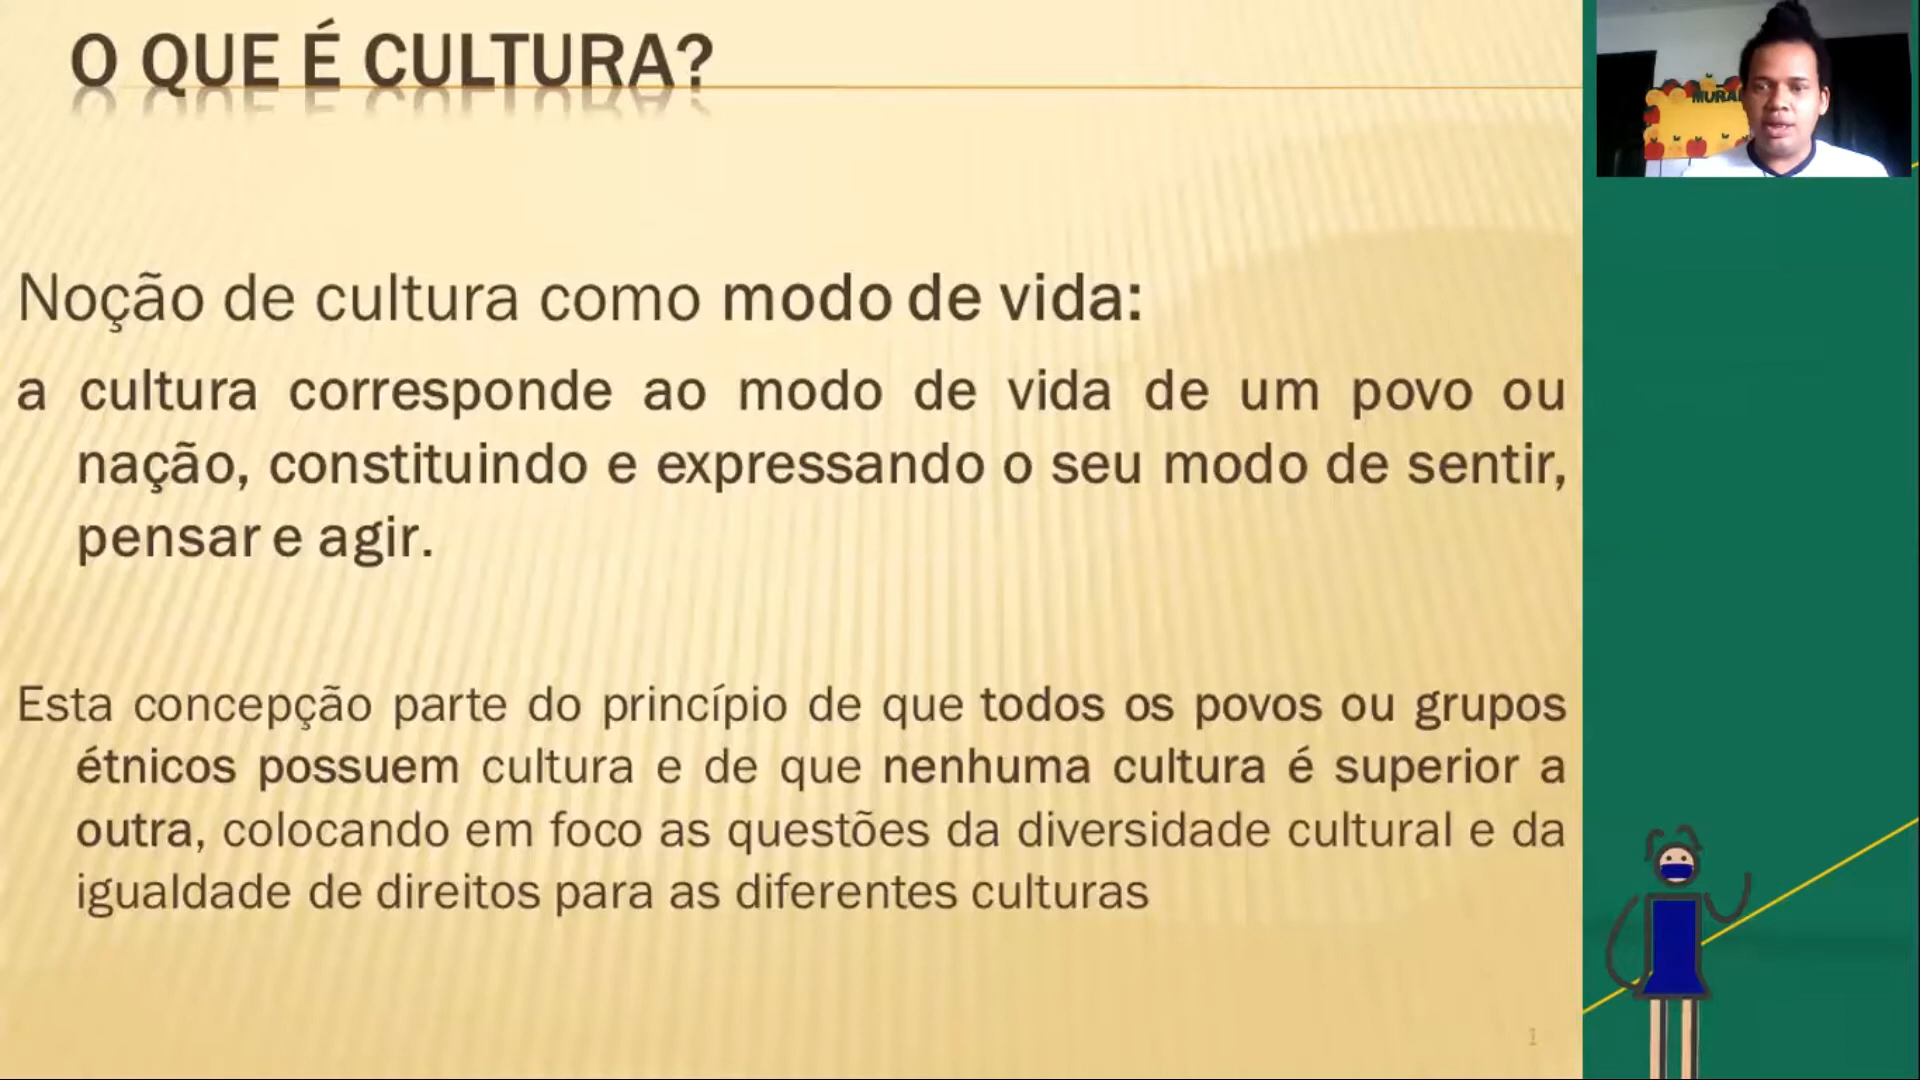 O QUE É CULTURA?
MURAL
Noção de cultura como modo de vida:
a cultura corresponde ao modo de vida de um povo ou
nação, constituindo e expressando o seu modo de sentir,
pensar e agir.
Esta concepção parte do princípio de que todos os povos ou grupos
étnicos possuem cultura e de que nenhuma cultura é superior a
outra, colocando em foco as questões da diversidade cultural e da
igualdade de direitos para as diferentes culturas
1